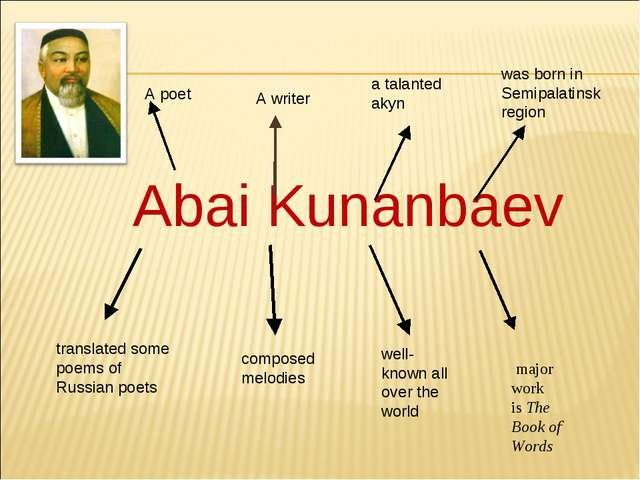 A poet
A writer
a talanted
akyn
was born in
Semipalatinsk
region
Abai Kunanbaev
translated some
poems of
Russian poets
composed
melodies
well-
known all
over the
world
major
work
is The
Book of
Words